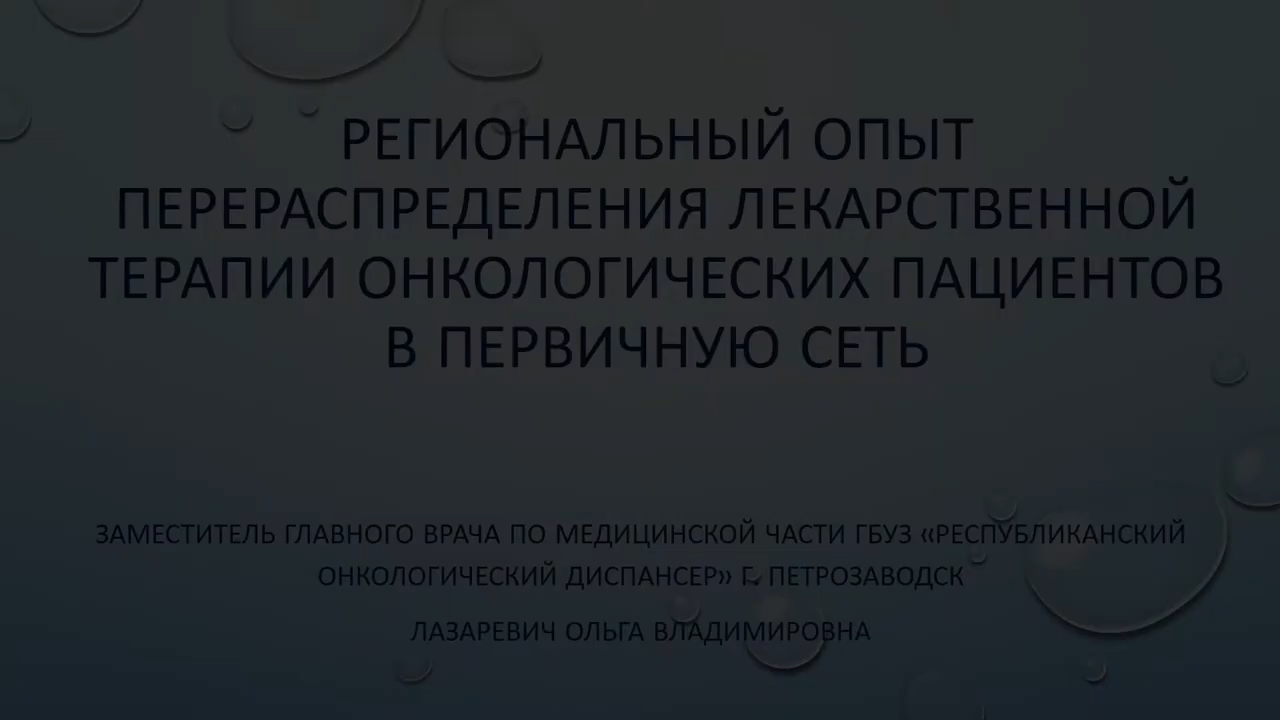 РЕГИОНАЛЬНЫЙ ОПЫТ
ПЕРЕРАСПРЕДЕЛЕНИЯ ЛЕКАРСТВЕННОЙ
ТЕРАПИИ ОНКОЛОГИЧЕСКИХ ПАЦИЕНТОВ
В ПЕРВИЧНУЮ СЕТЬ
ЗАМЕСТИТЕЛЬ ГЛАВНОГО ВРАЧА ПО МЕДИЦИНСКОЙ ЧАСТИ ГБУЗ «РЕСПУБЛИКАНСКИЙ
ОНКОЛОГИЧЕСКИЙ ДИСПАНСЕР» Г. ПЕТРОЗАВОДСК
ЛАЗАРЕВИЧ ОЛЬГА ВЛАДИМИРОВНА